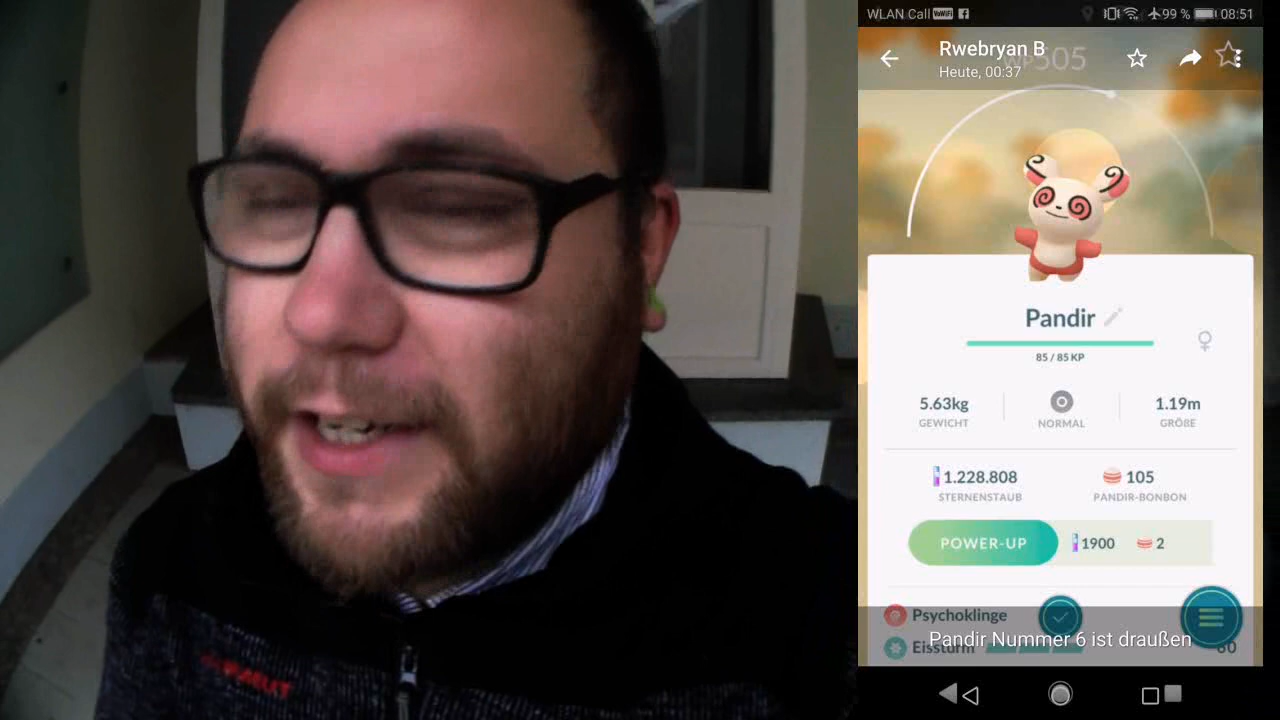 WLAN Call VoWiFi 99 % 08:51
Rwebryan B
WP505
Heute, 00:37
Pandir
85 / 85 KP
5.63kg
GEWICHT
NORMAL
1.19m
GRÖßE
1.228.808
STERNENSTAUB
105
PANDIR-BONBON
POWER-UP
1900
2
Psychoklinge
Pandir Nummer 6 ist draußen
Eissturm